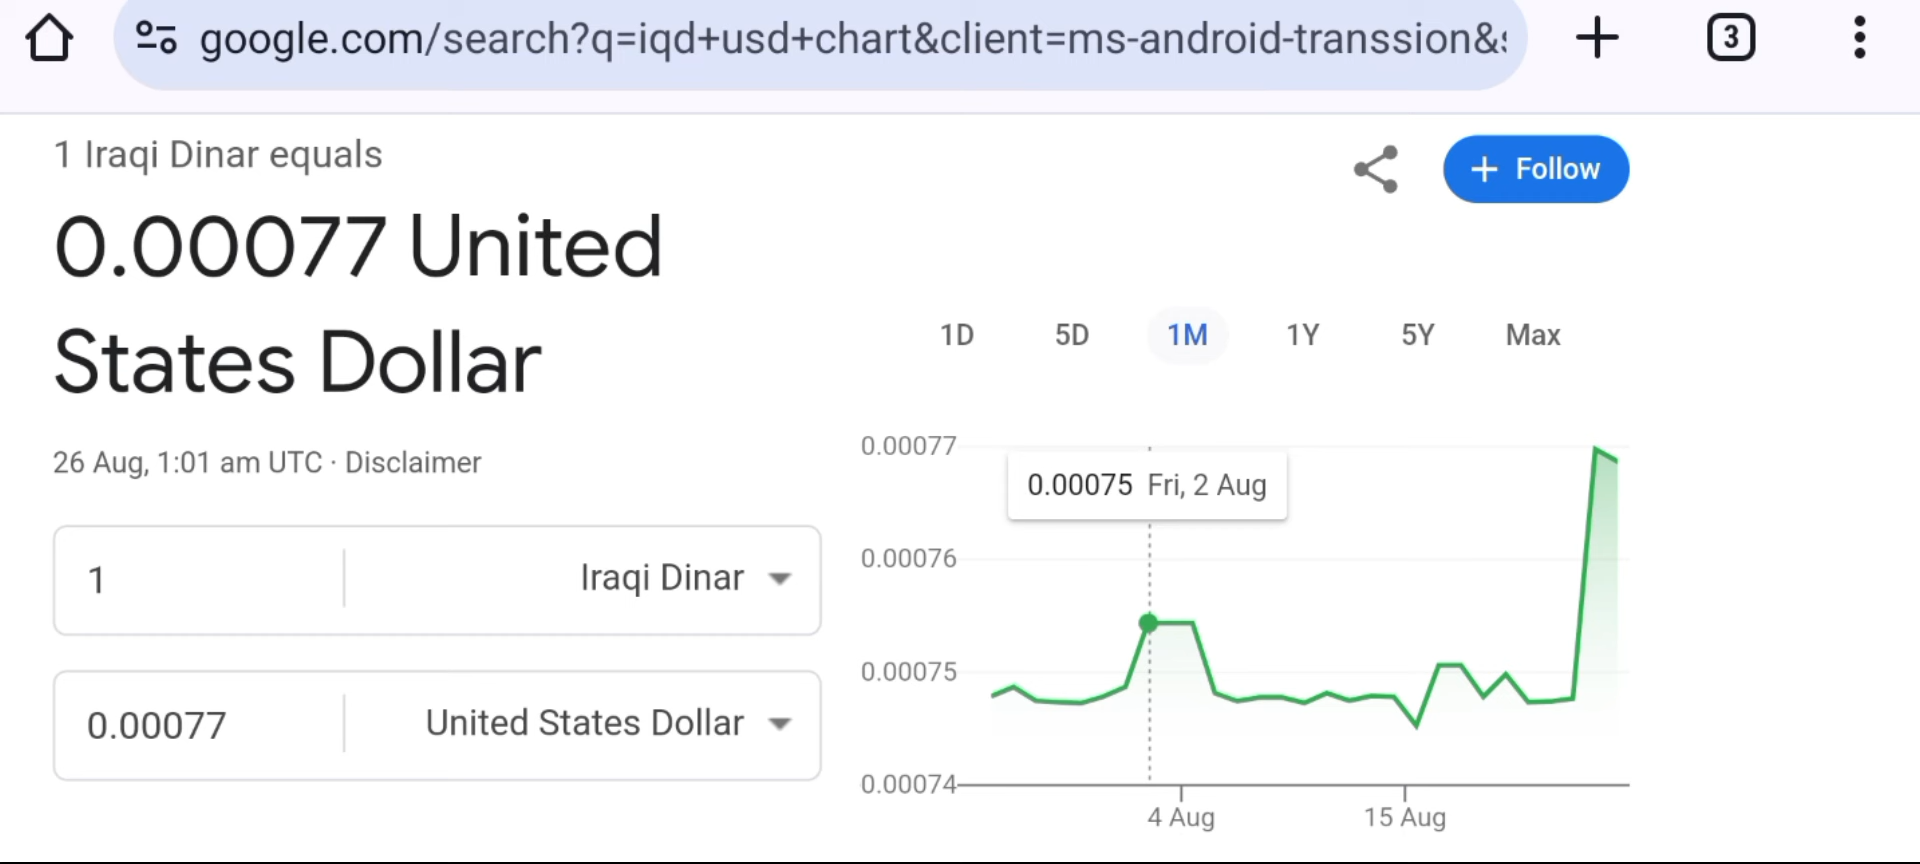 google.com/search?q=iqd+usd+chart&client=ms-android-transsion&
3
1 Iraqi Dinar equals
0.00077 United
States Dollar
26 Aug, 1:01 am UTC · Disclaimer
+ Follow
1D 5D 1M 1Y 5Y Max
1 Iraqi Dinar
0.00077 United States Dollar
0.00077
0.00075 Fri, 2 Aug
0.00076
0.00075
0.00074
4 Aug 15 Aug